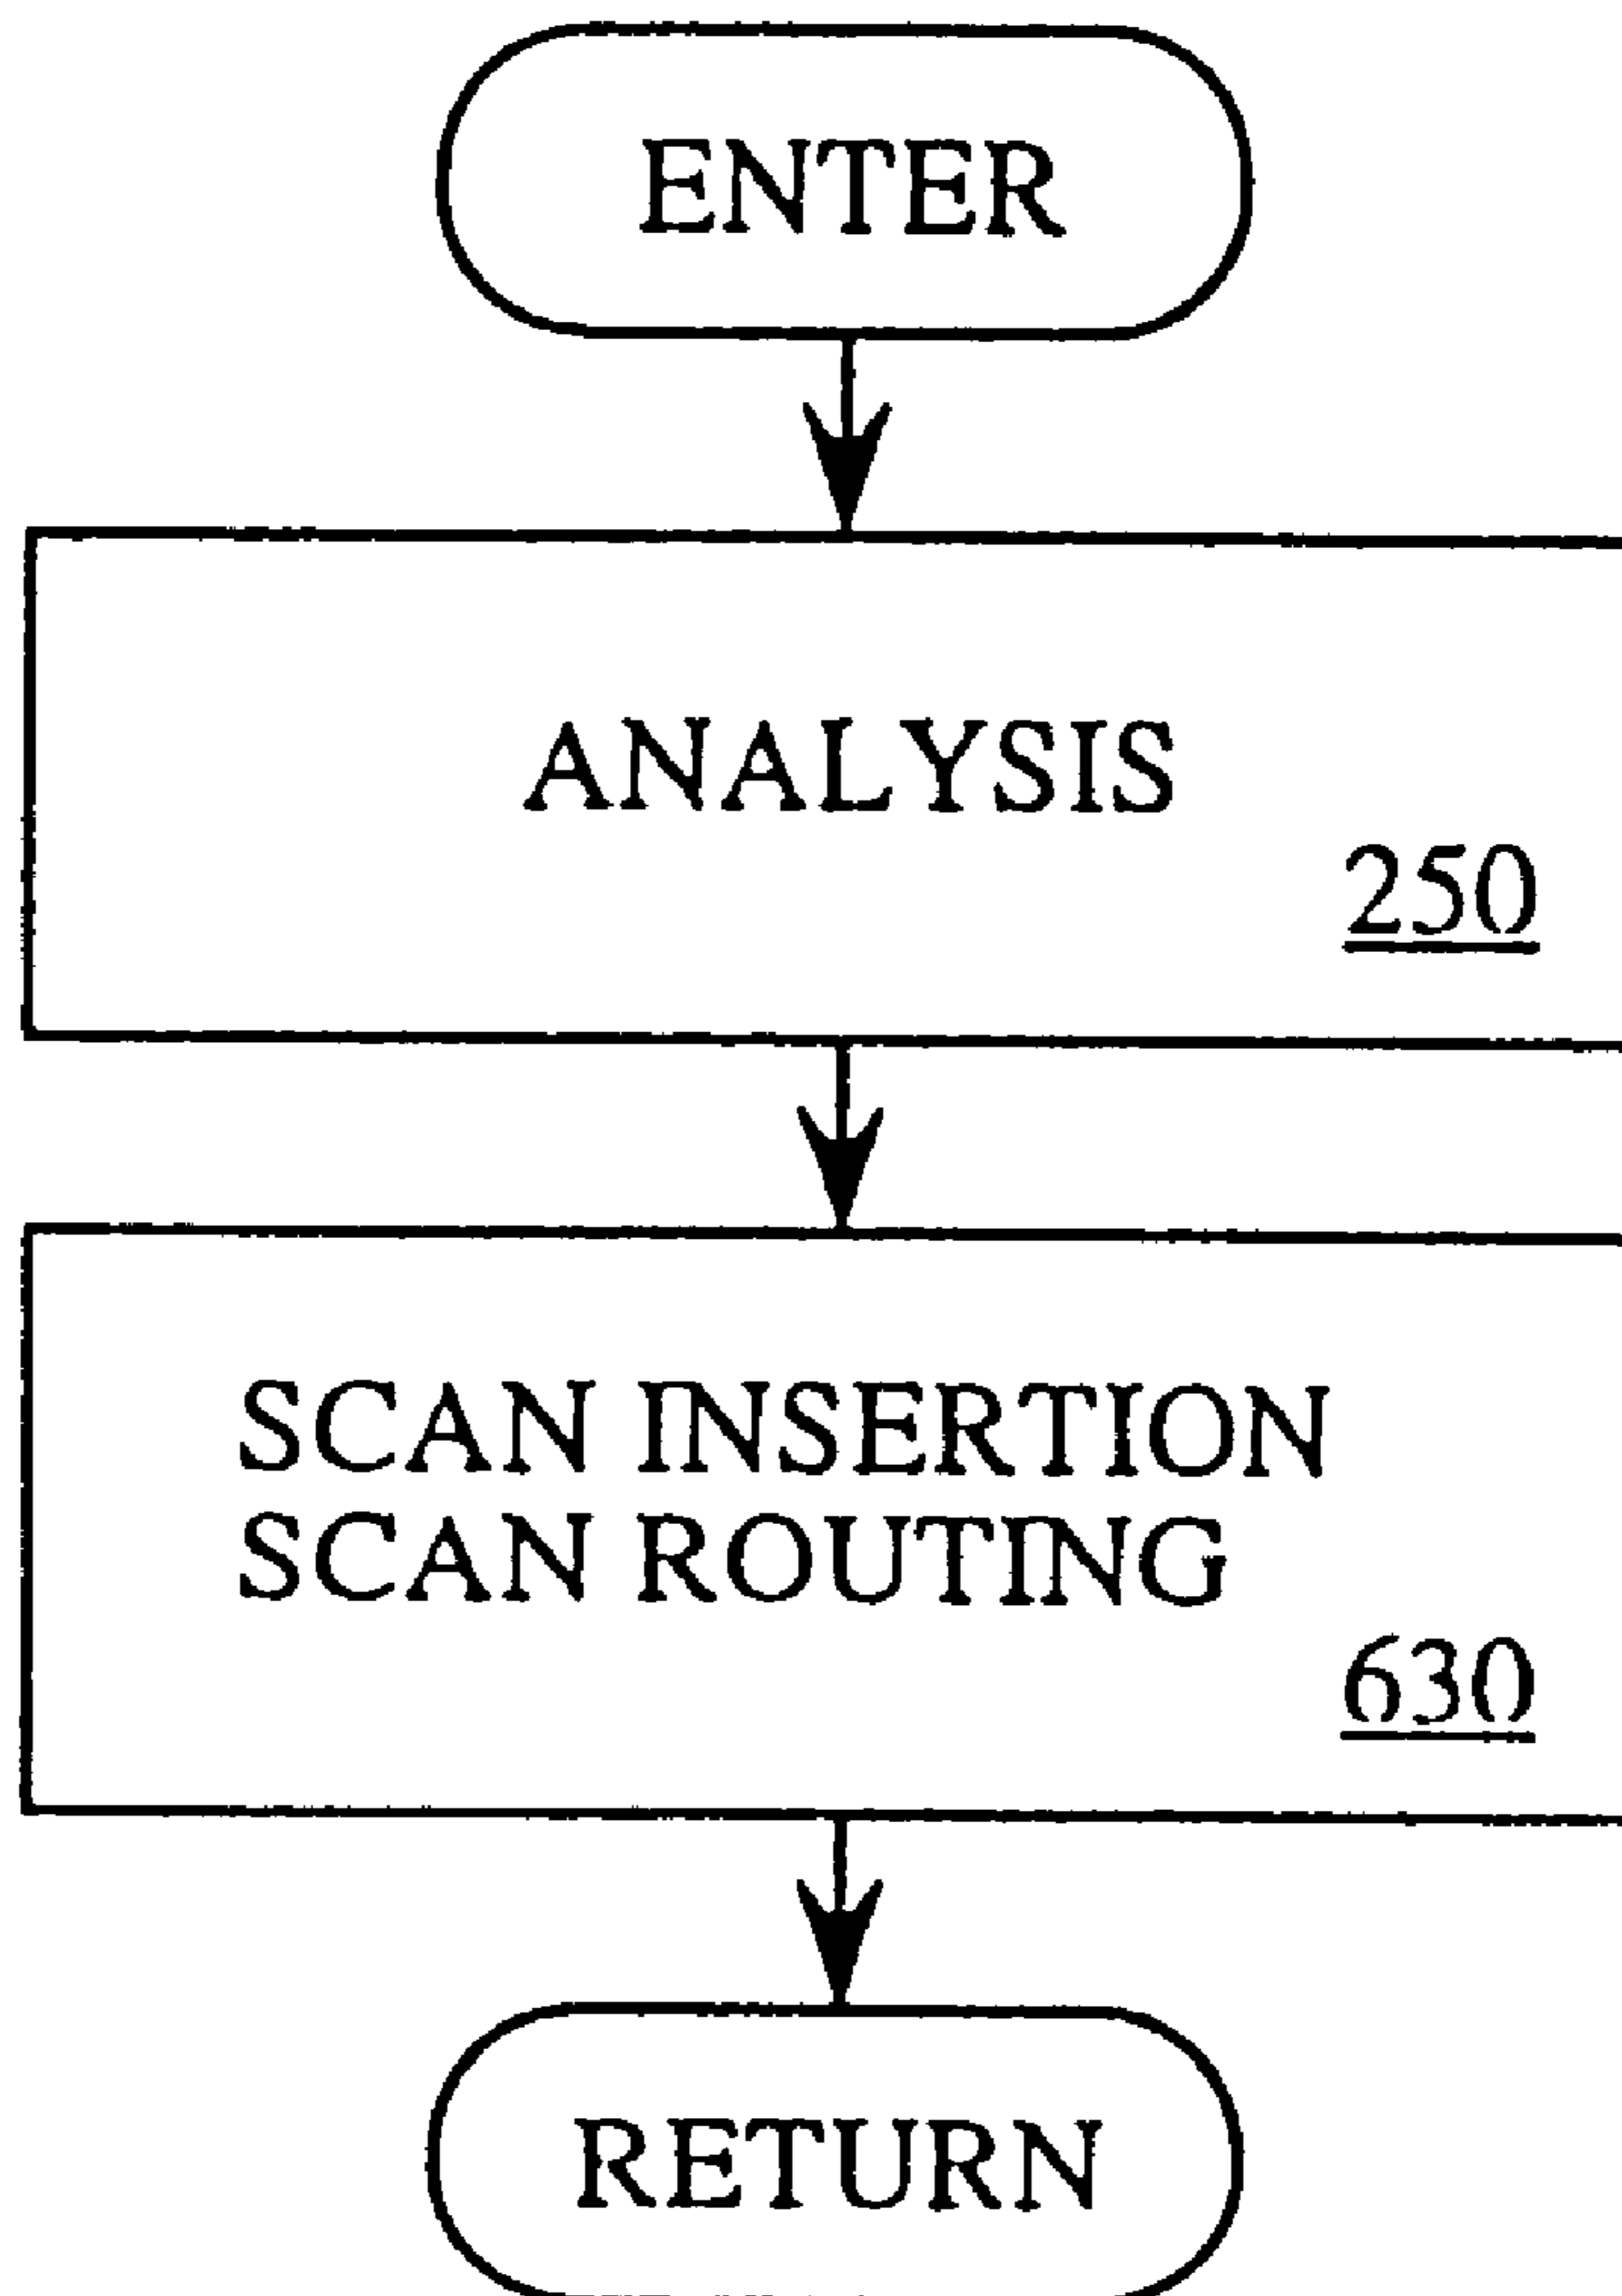 ENTER
ANALYSIS
250
SCAN INSERTION
SCAN ROUTING
630
RETURN